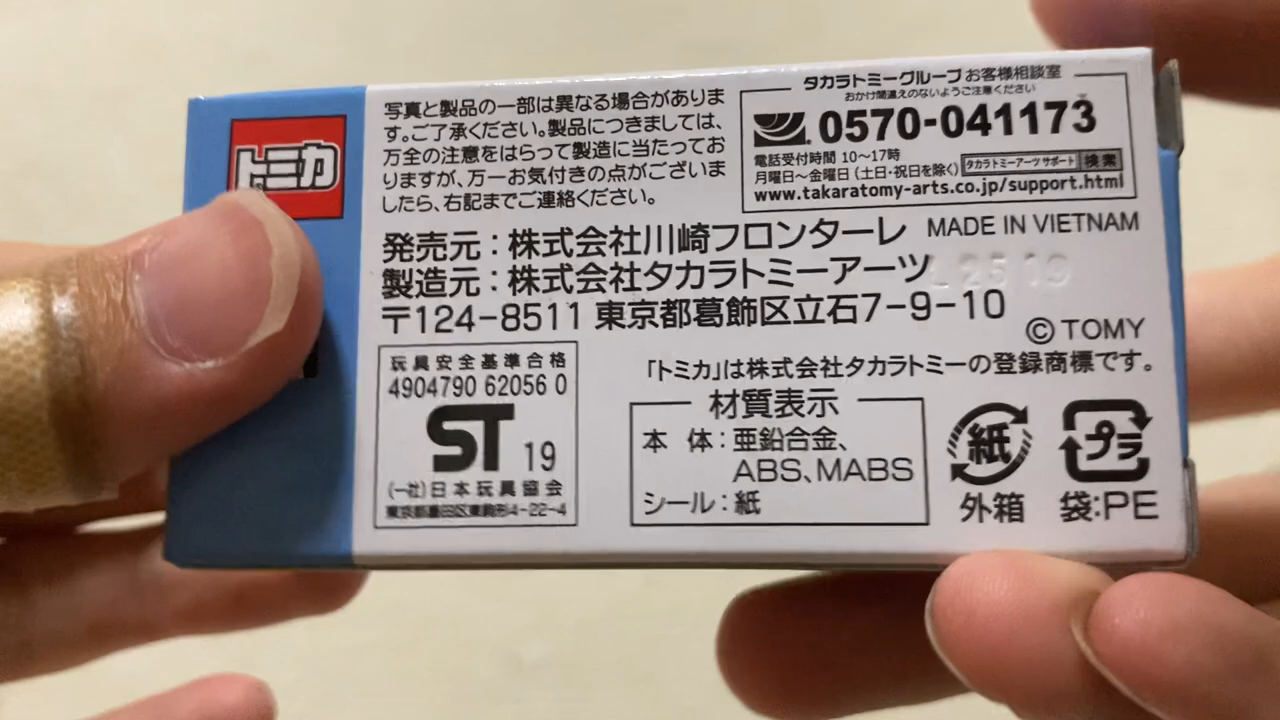 トミカ
写真と製品の一部は異なる場合がありま
す。ご了承ください。製品につきましては、
万全の注意をはらって製造に当たってお
りますが、万一お気付きの点がございま
したら、右記までご連絡ください。
タカラトミーグループ お客様相談室
おかけ間違えのないようご注意ください
0570-041173
電話受付時間 10〜17時
月曜日〜金曜日 (土日・祝日を除く) タカラトミーアーツ サポート 検索
www.takaratomy-arts.co.jp/support.html
発売元：株式会社川崎フロンターレ MADE IN VIETNAM
製造元：株式会社タカラトミーアーツ
〒124-8511 東京都葛飾区立石7-9-10
© TOMY
「トミカ」は株式会社タカラトミーの登録商標です。
玩具安全基準合格
4904790 62056 0
ST 19
(一社)日本玩具協会
東京都墨田区東駒形4-22-4
材質表示
本 体：亜鉛合金、
ABS、MABS
シール：紙
紙
外箱
プラ
袋：PE